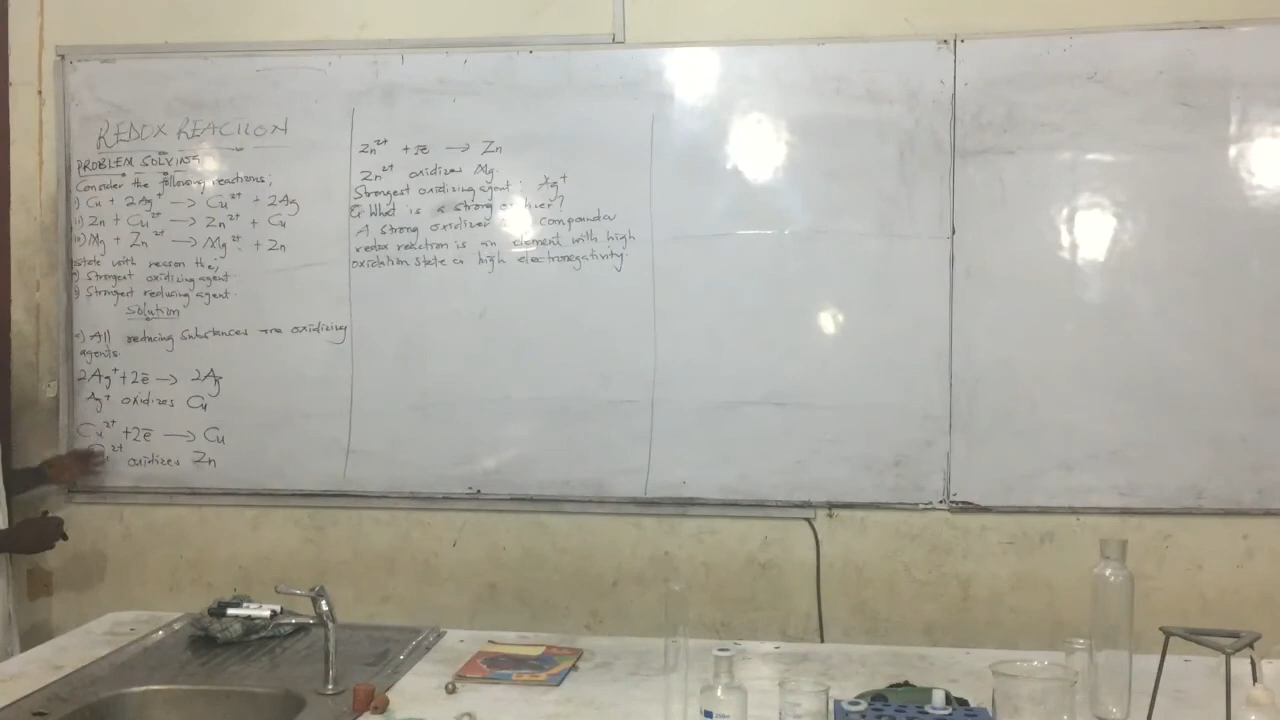 REDOX REACTION
PROBLEM SOLVING
Consider the following reactions;
i) Cu + 2Ag⁺ → Cu²⁺ + 2Ag
ii) Zn + Cu²⁺ → Zn²⁺ + Cu
iii) Mg + Zn²⁺ → Mg²⁺ + Zn
State with reason the;
Strongest oxidizing agent.
Strongest reducing agent.
Solution
All reducing substances are oxidizing
agents.
2Ag⁺ + 2ē → 2Ag
Ag⁺ oxidizes Cu
Cu²⁺ + 2ē → Cu
oxidizes Zn
Zn²⁺ + ē → Zn
Zn²⁺ oxidizes Mg.
Strongest oxidizing agent: Ag⁺
What is a strong
A strong oxidizer compound
redox reaction is an element with high
oxidation state or high electronegativity.